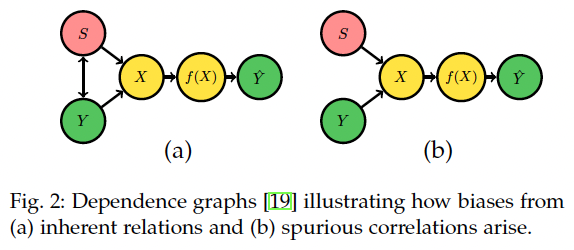 S
X
f(X)
Ŷ
Y
(a)
S
X
f(X)
Ŷ
Y
(b)
Fig. 2: Dependence graphs [19] illustrating how biases from
(a) inherent relations and (b) spurious correlations arise.